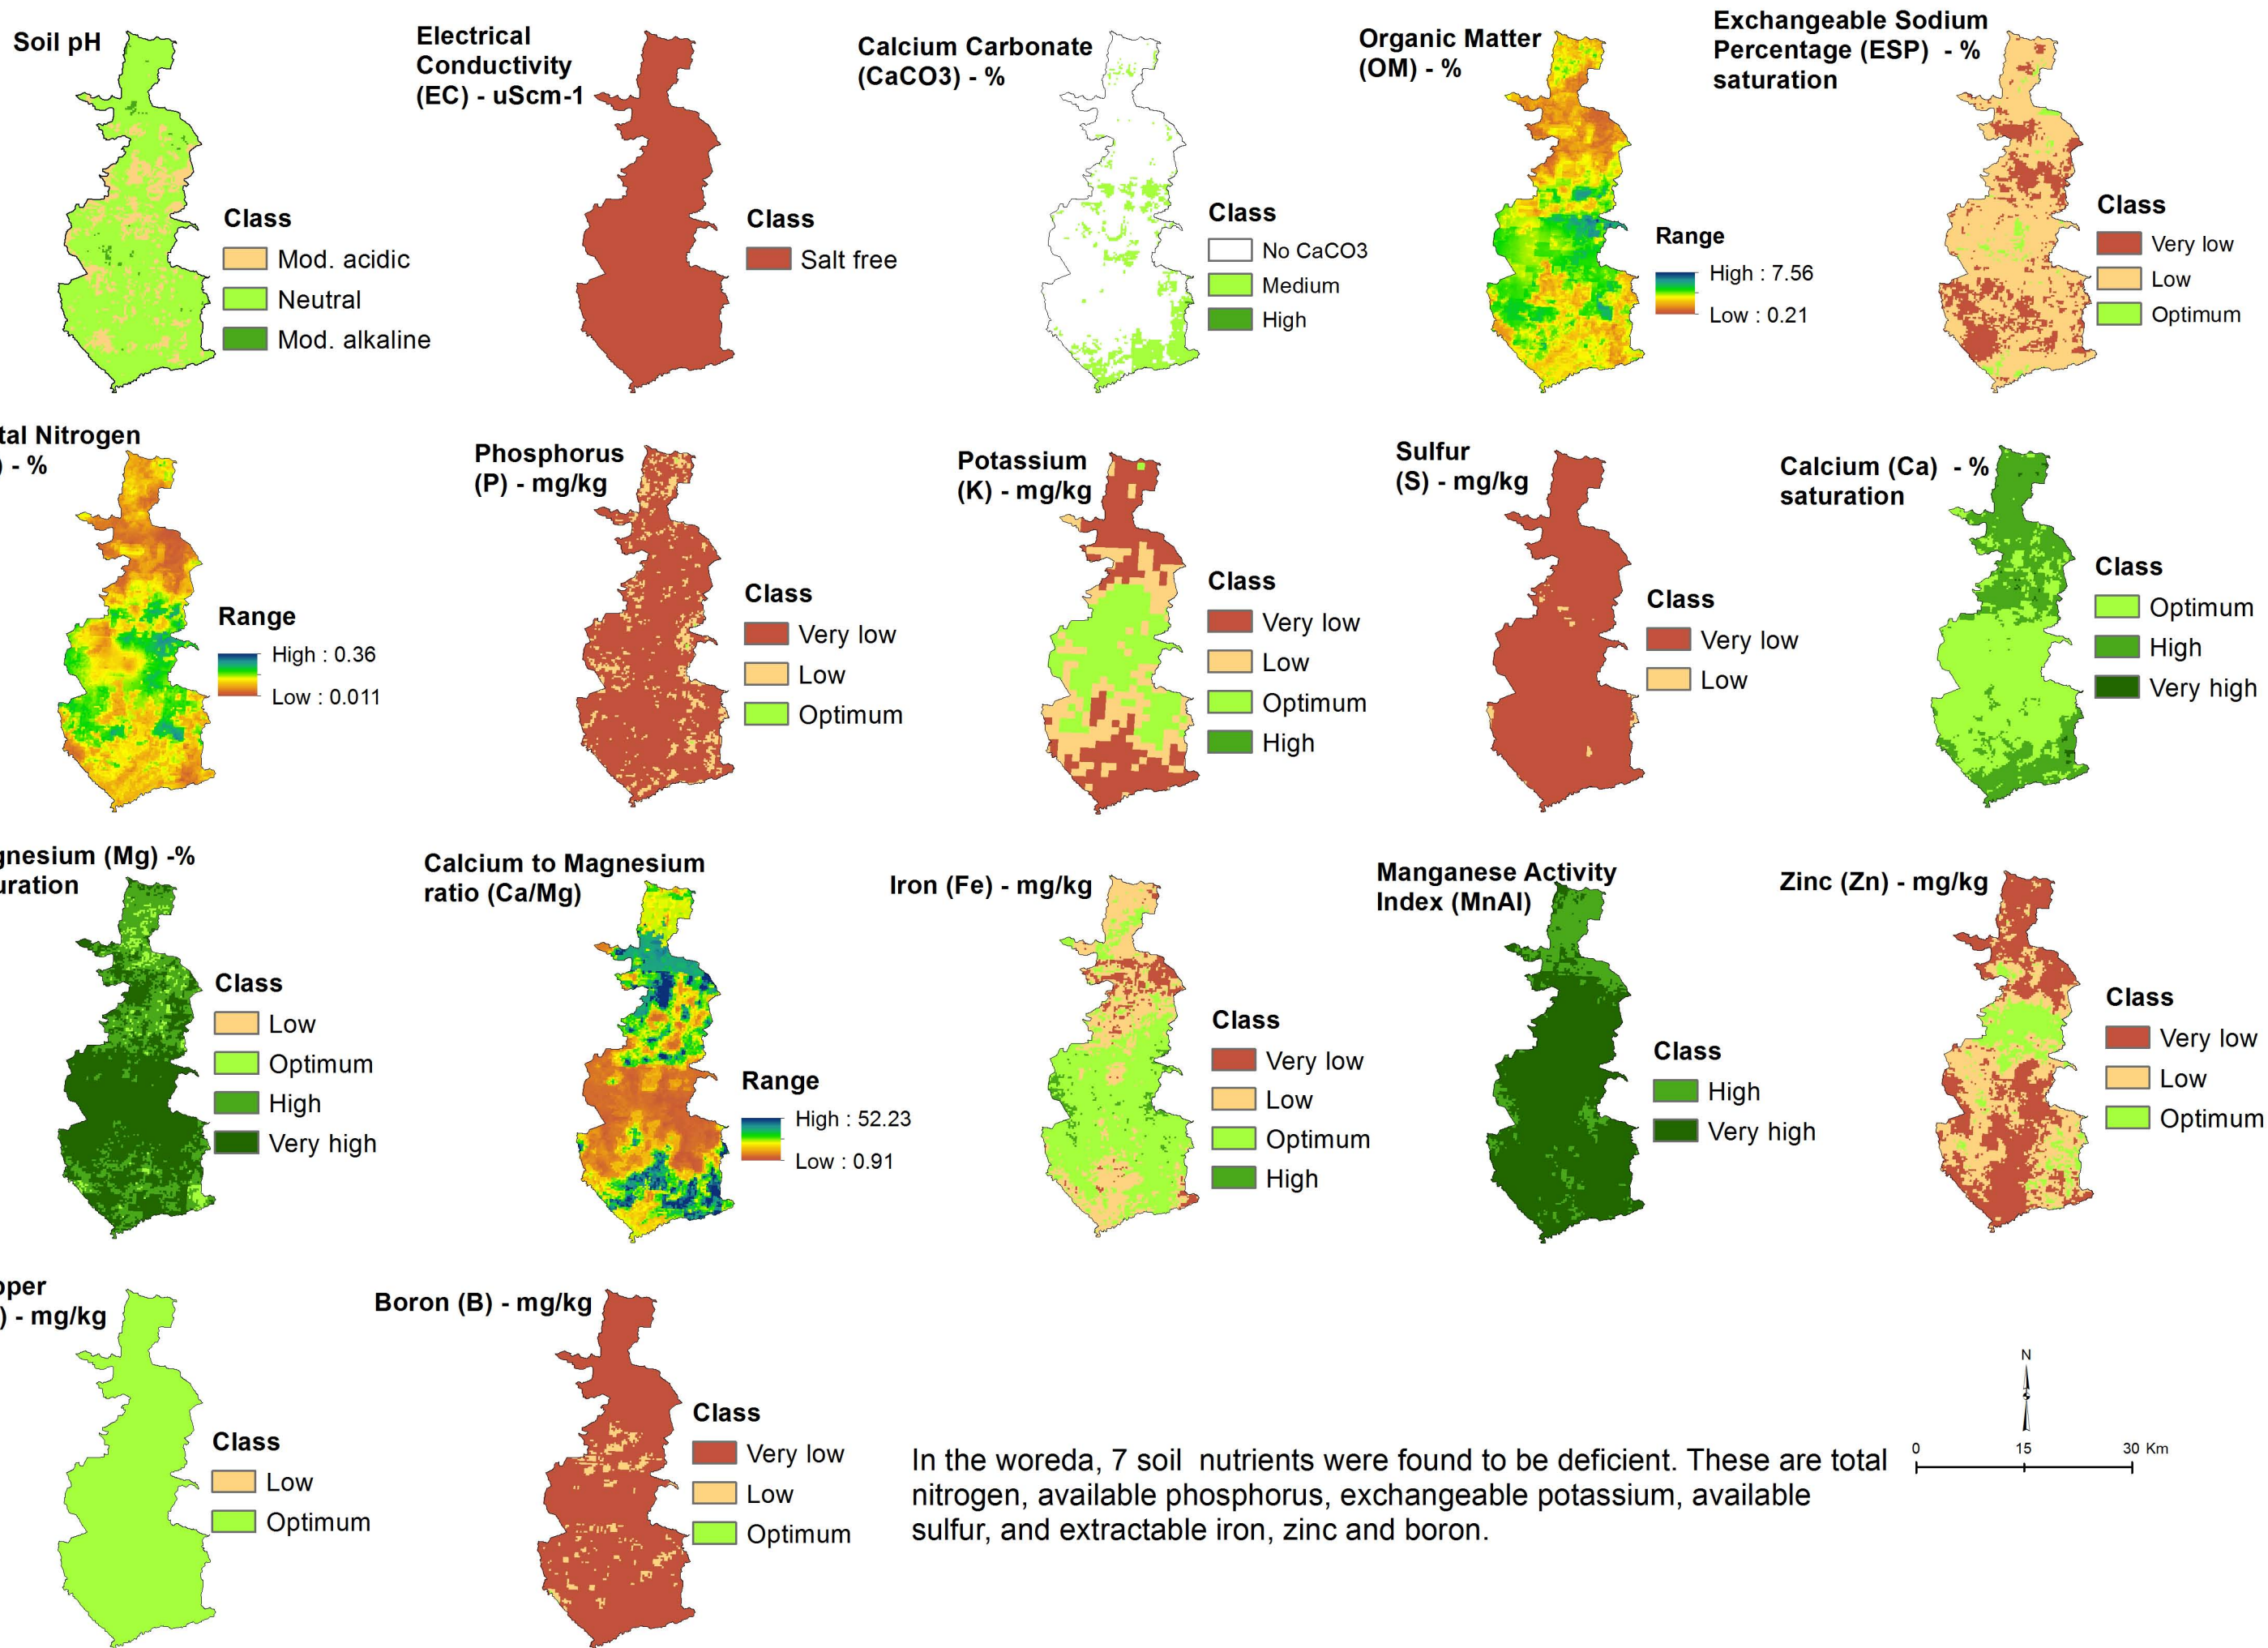 Soil pH
Class
Mod. acidic
Neutral
Mod. alkaline
Electrical
Conductivity
(EC) - uScm-1
Class
Salt free
Calcium Carbonate
(CaCO3) - %
Class
No CaCO3
Medium
High
Organic Matter
(OM) - %
Range
High : 7.56
Low : 0.21
Exchangeable Sodium
Percentage (ESP) - %
saturation
Class
Very low
Low
Optimum
tal Nitrogen
) - %
Range
High : 0.36
Low : 0.011
Phosphorus
(P) - mg/kg
Class
Very low
Low
Optimum
Potassium
(K) - mg/kg
Class
Very low
Low
Optimum
High
Sulfur
(S) - mg/kg
Class
Very low
Low
Calcium (Ca) - %
saturation
Class
Optimum
High
Very high
gnesium (Mg) -%
uration
Class
Low
Optimum
High
Very high
Calcium to Magnesium
ratio (Ca/Mg)
Range
High : 52.23
Low : 0.91
Iron (Fe) - mg/kg
Class
Very low
Low
Optimum
High
Manganese Activity
Index (MnAI)
Class
High
Very high
Zinc (Zn) - mg/kg
Class
Very low
Low
Optimum
pper
) - mg/kg
Class
Low
Optimum
Boron (B) - mg/kg
Class
Very low
Low
Optimum
In the woreda, 7 soil nutrients were found to be deficient. These are total
nitrogen, available phosphorus, exchangeable potassium, available
sulfur, and extractable iron, zinc and boron.
N
0 15 30 Km